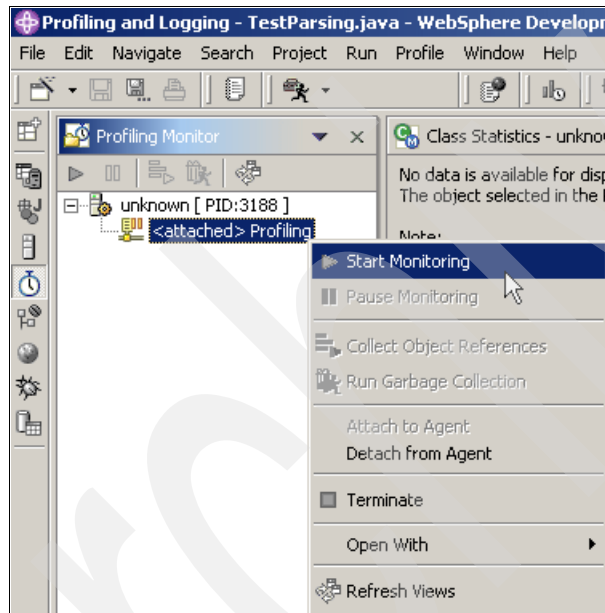 Profiling and Logging - TestParsing.java - WebSphere Developm
File Edit Navigate Search Project Run Profile Window Help
Profiling Monitor
Class Statistics - unknow
No data is available for disp
The object selected in the
unknown [ PID:3188 ]
<attached> Profiling
Note:
Start Monitoring
Pause Monitoring
Collect Object References
Run Garbage Collection
Attach to Agent
Detach from Agent
Terminate
Open With
Refresh Views